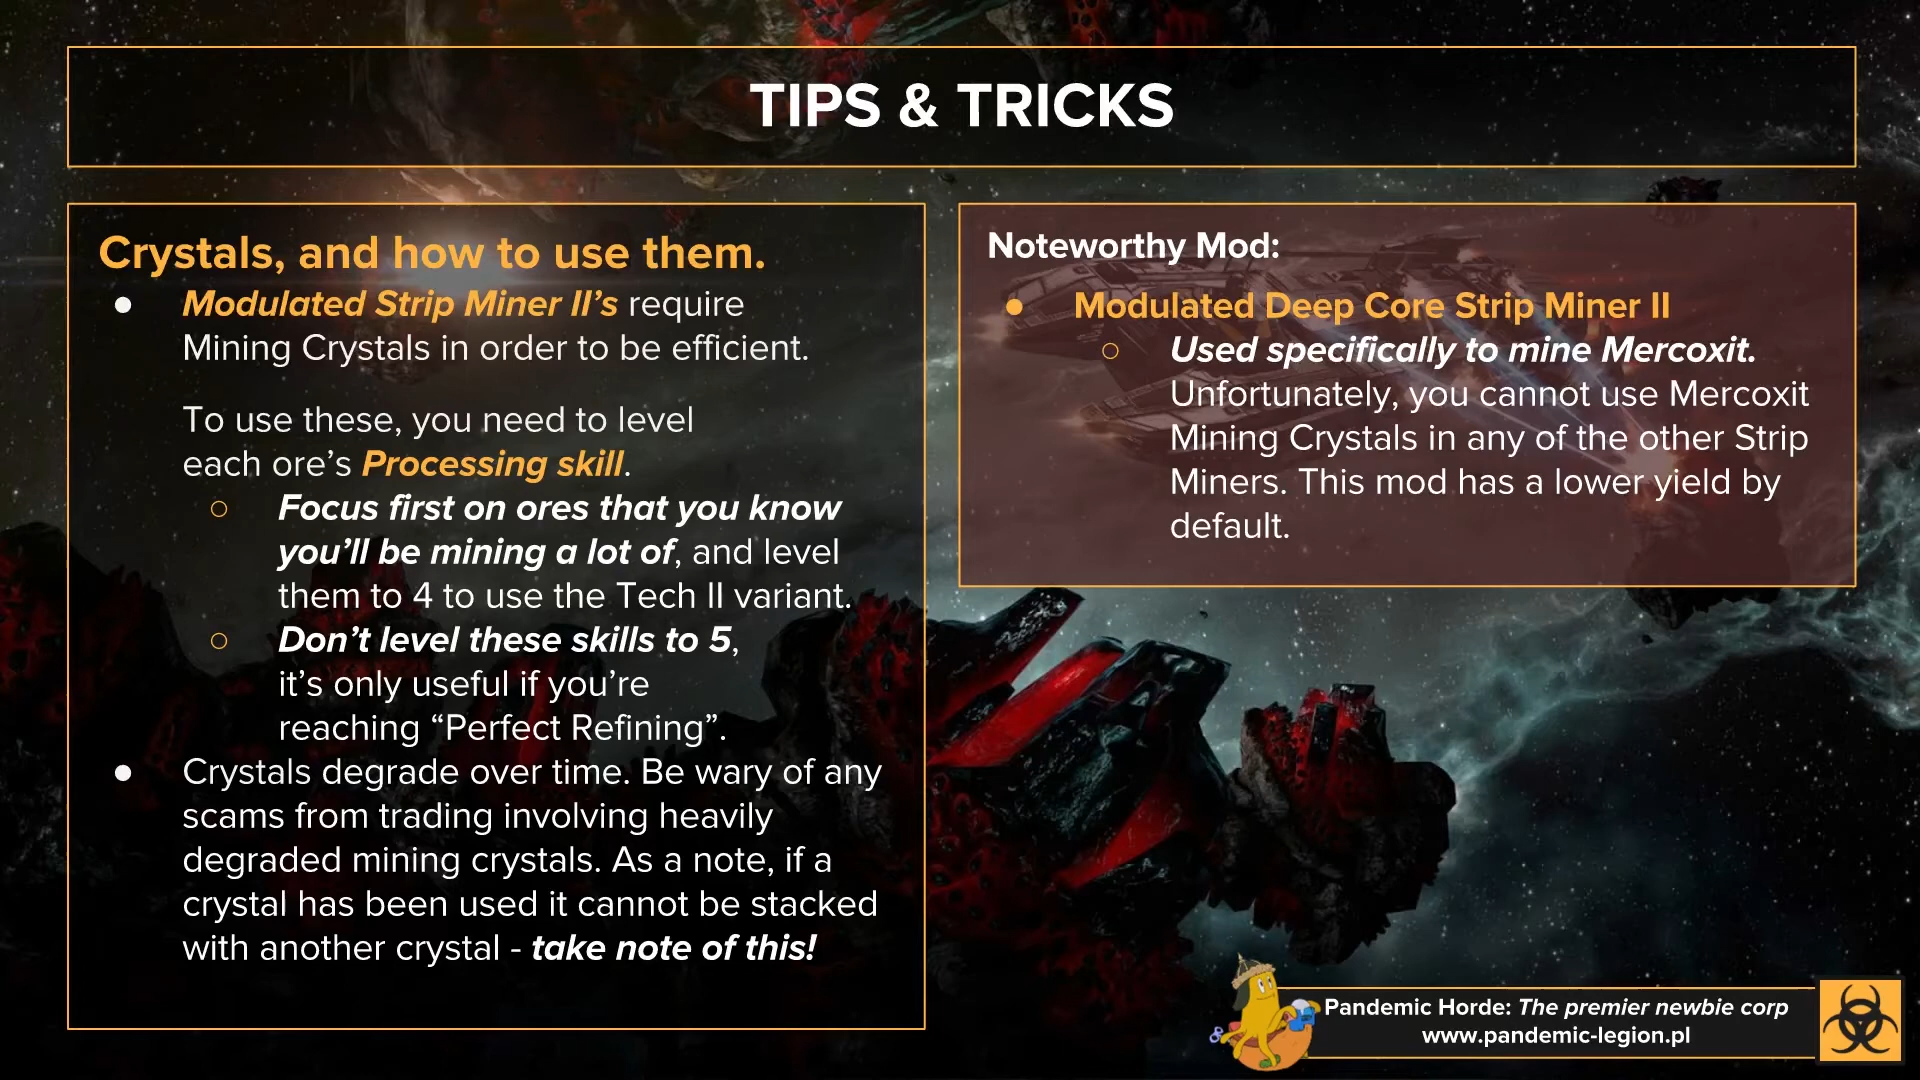 TIPS & TRICKS
Crystals, and how to use them.
● Modulated Strip Miner II’s require
Mining Crystals in order to be efficient.
To use these, you need to level
each ore’s Processing skill.
○ Focus first on ores that you know
you’ll be mining a lot of, and level
them to 4 to use the Tech II variant.
○ Don’t level these skills to 5,
it’s only useful if you’re
reaching “Perfect Refining”.
● Crystals degrade over time. Be wary of any
scams from trading involving heavily
degraded mining crystals. As a note, if a
crystal has been used it cannot be stacked
with another crystal - take note of this!
Noteworthy Mod:
● Modulated Deep Core Strip Miner II
○ Used specifically to mine Mercoxit.
Unfortunately, you cannot use Mercoxit
Mining Crystals in any of the other Strip
Miners. This mod has a lower yield by
default.
Pandemic Horde: The premier newbie corp
www.pandemic-legion.pl